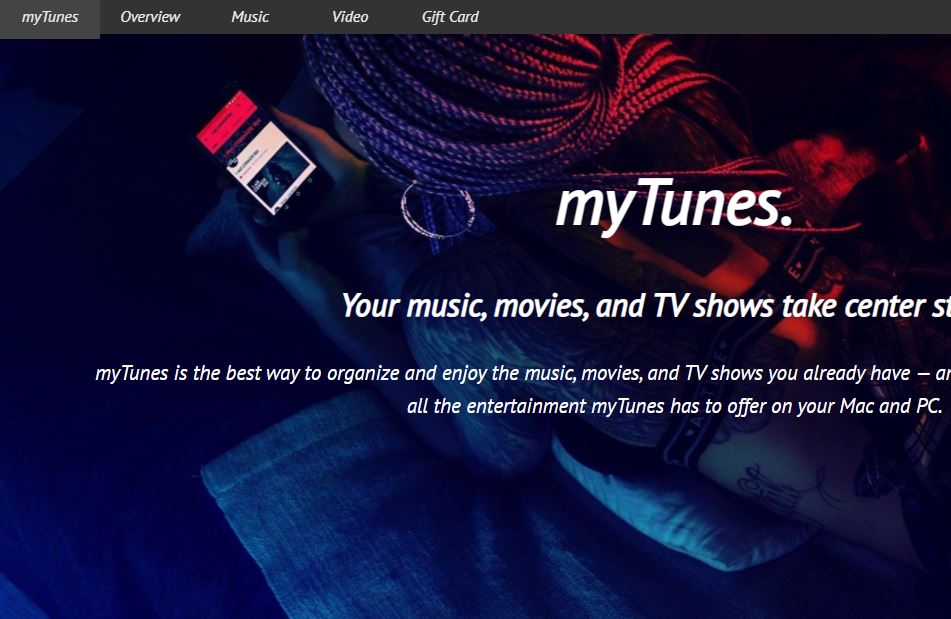 myTunes Overview Music Video Gift Card
myTunes.
Your music, movies, and TV shows take center
myTunes is the best way to organize and enjoy the music, movies, and TV shows you already have —
all the entertainment myTunes has to offer on your Mac and PC.